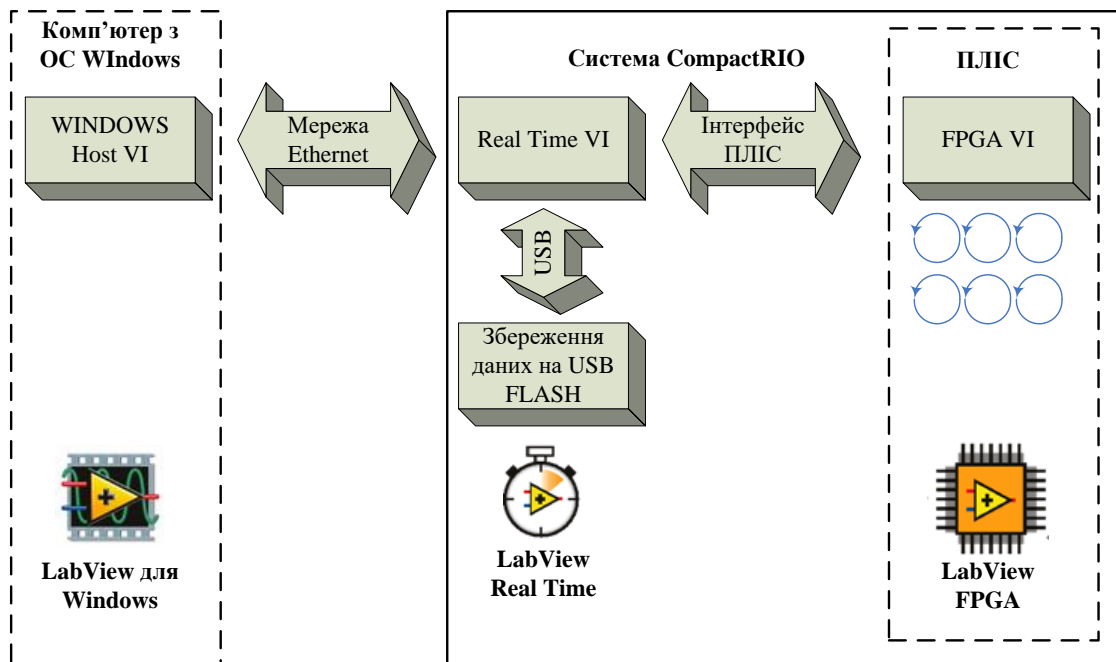 Комп’ютер з
ОС WIndows
Система CompactRIO
ПЛІС
WINDOWS
Host VI
Мережа
Ethernet
Real Time VI
Інтерфейс
ПЛІС
FPGA VI
USB
Збереження
даних на USB
FLASH
LabView для
Windows
LabView
Real Time
LabView
FPGA